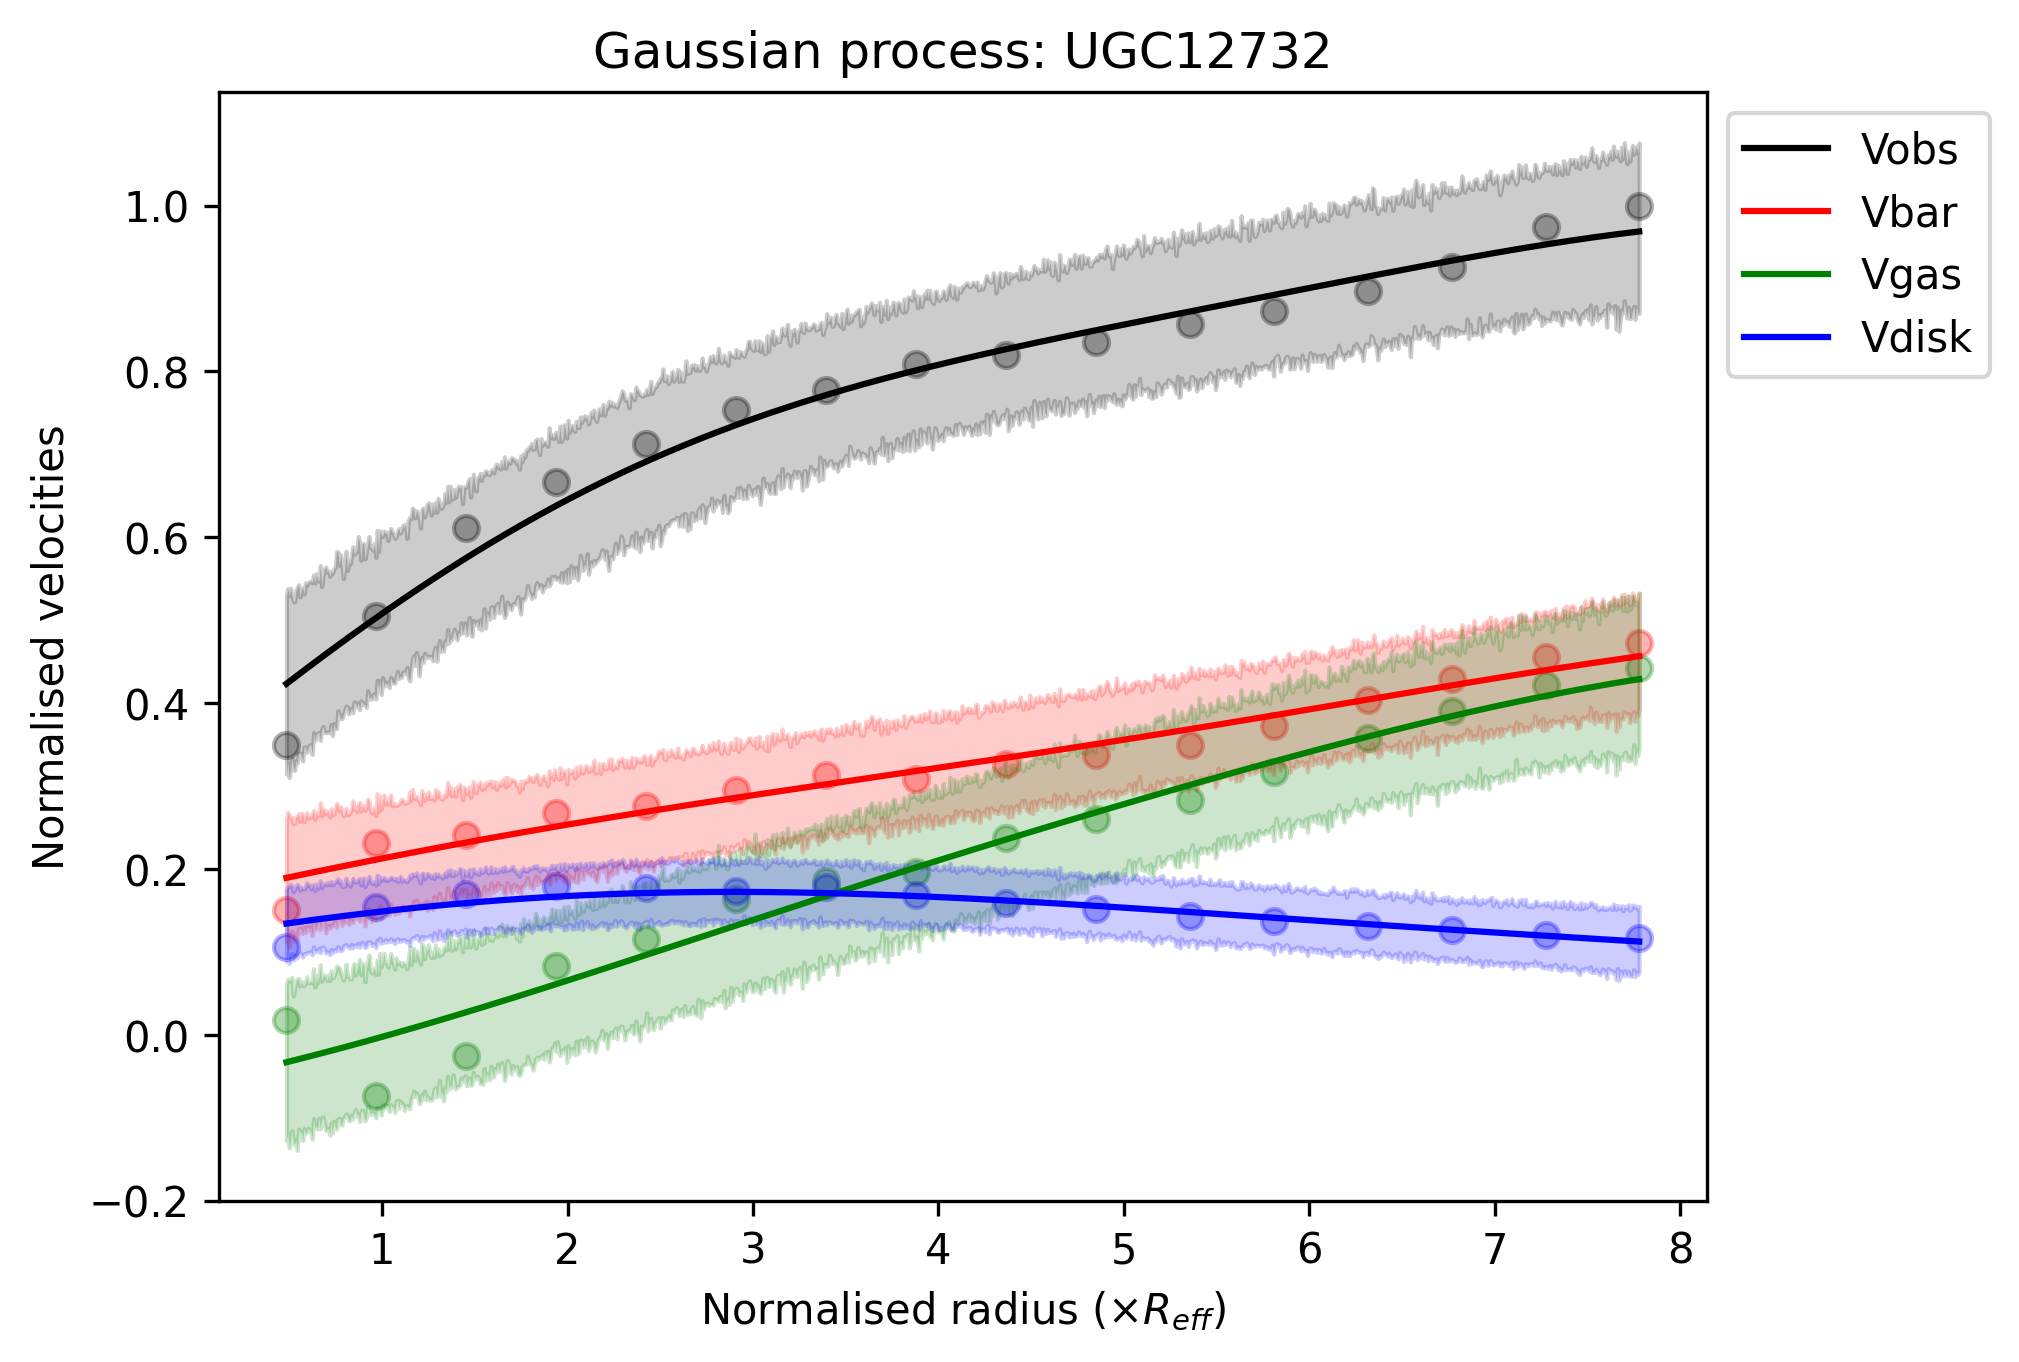 Gaussian process: UGC12732
Vobs
Vbar
Vgas
Vdisk
1.0
0.8
0.6
0.4
0.2
0.0
−0.2
Normalised velocities
1 2 3 4 5 6 7 8
Normalised radius (×R_eff)